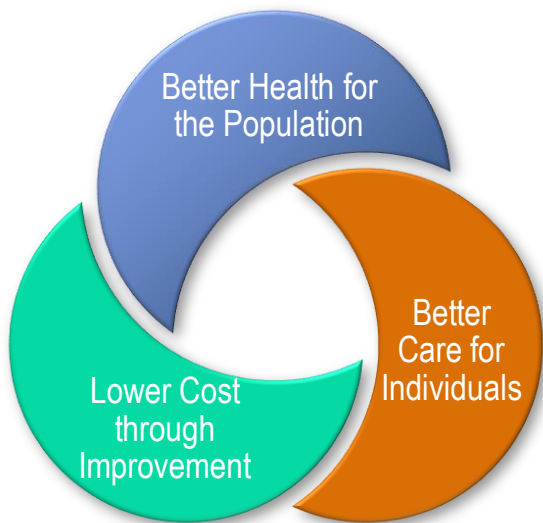 Better Health for
the Population
Better
Care for
Individuals
Lower Cost
through
Improvement